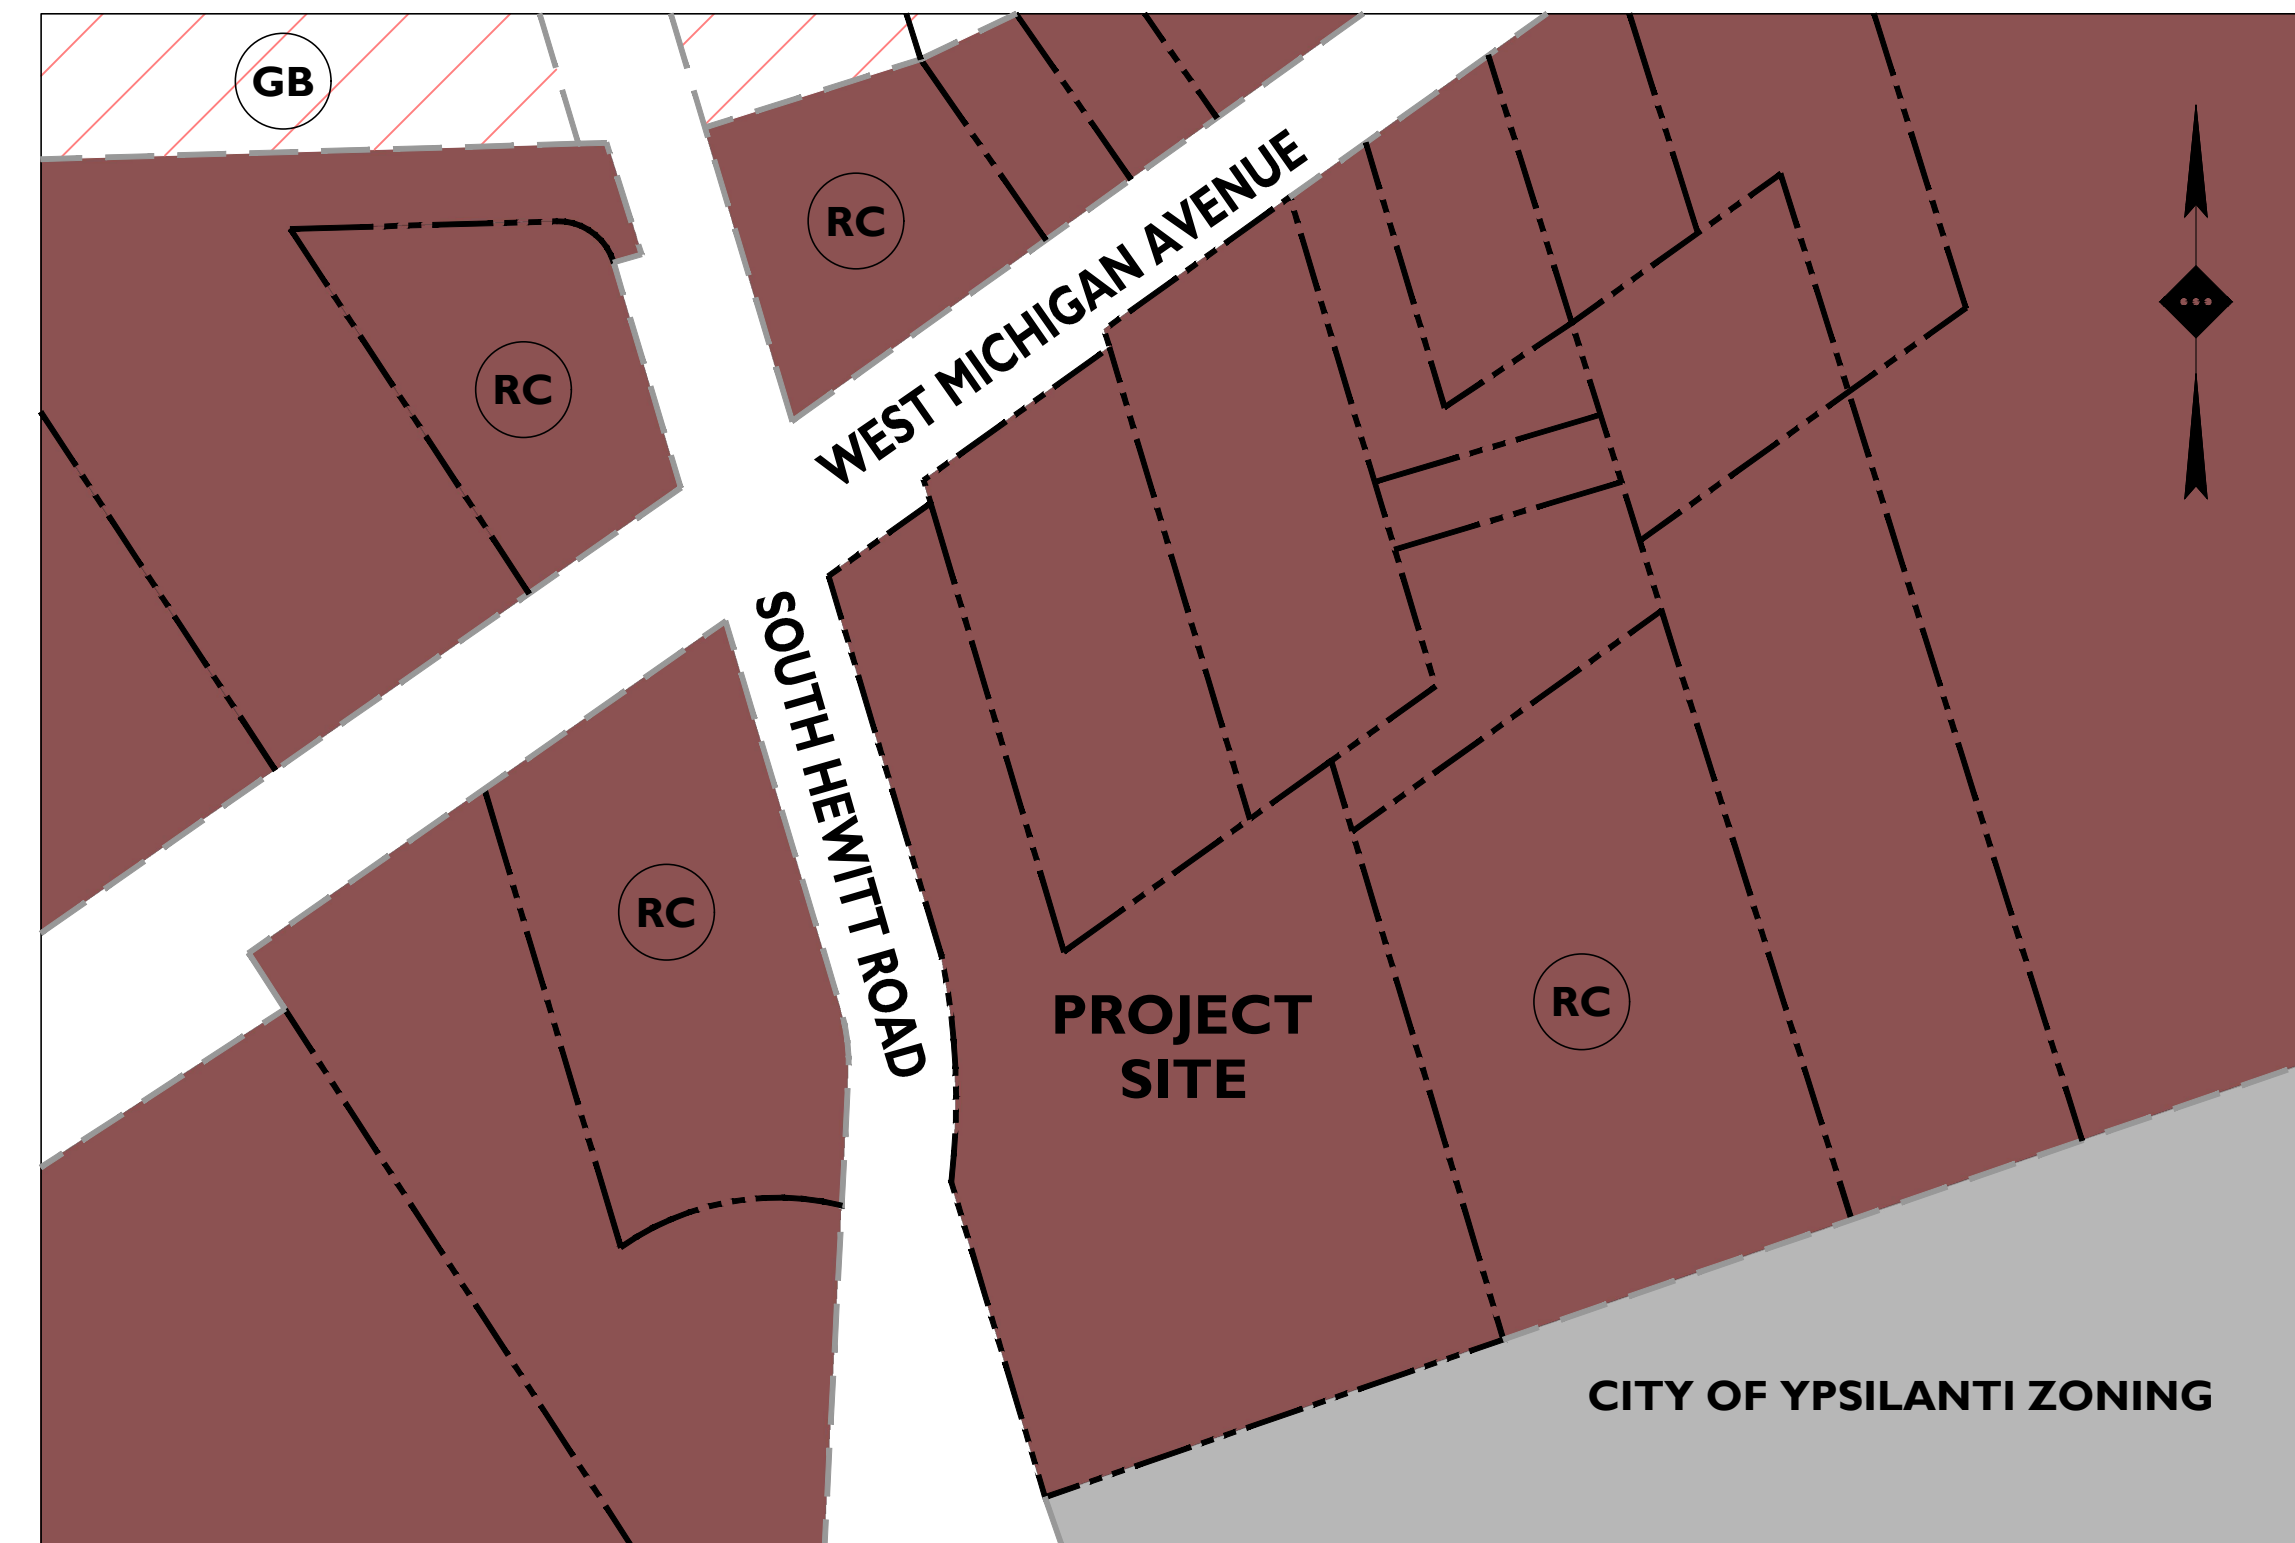 GB
RC
WEST MICHIGAN AVENUE
RC
SOUTH HEWITT ROAD
RC
PROJECT
SITE
RC
CITY OF YPSILANTI ZONING